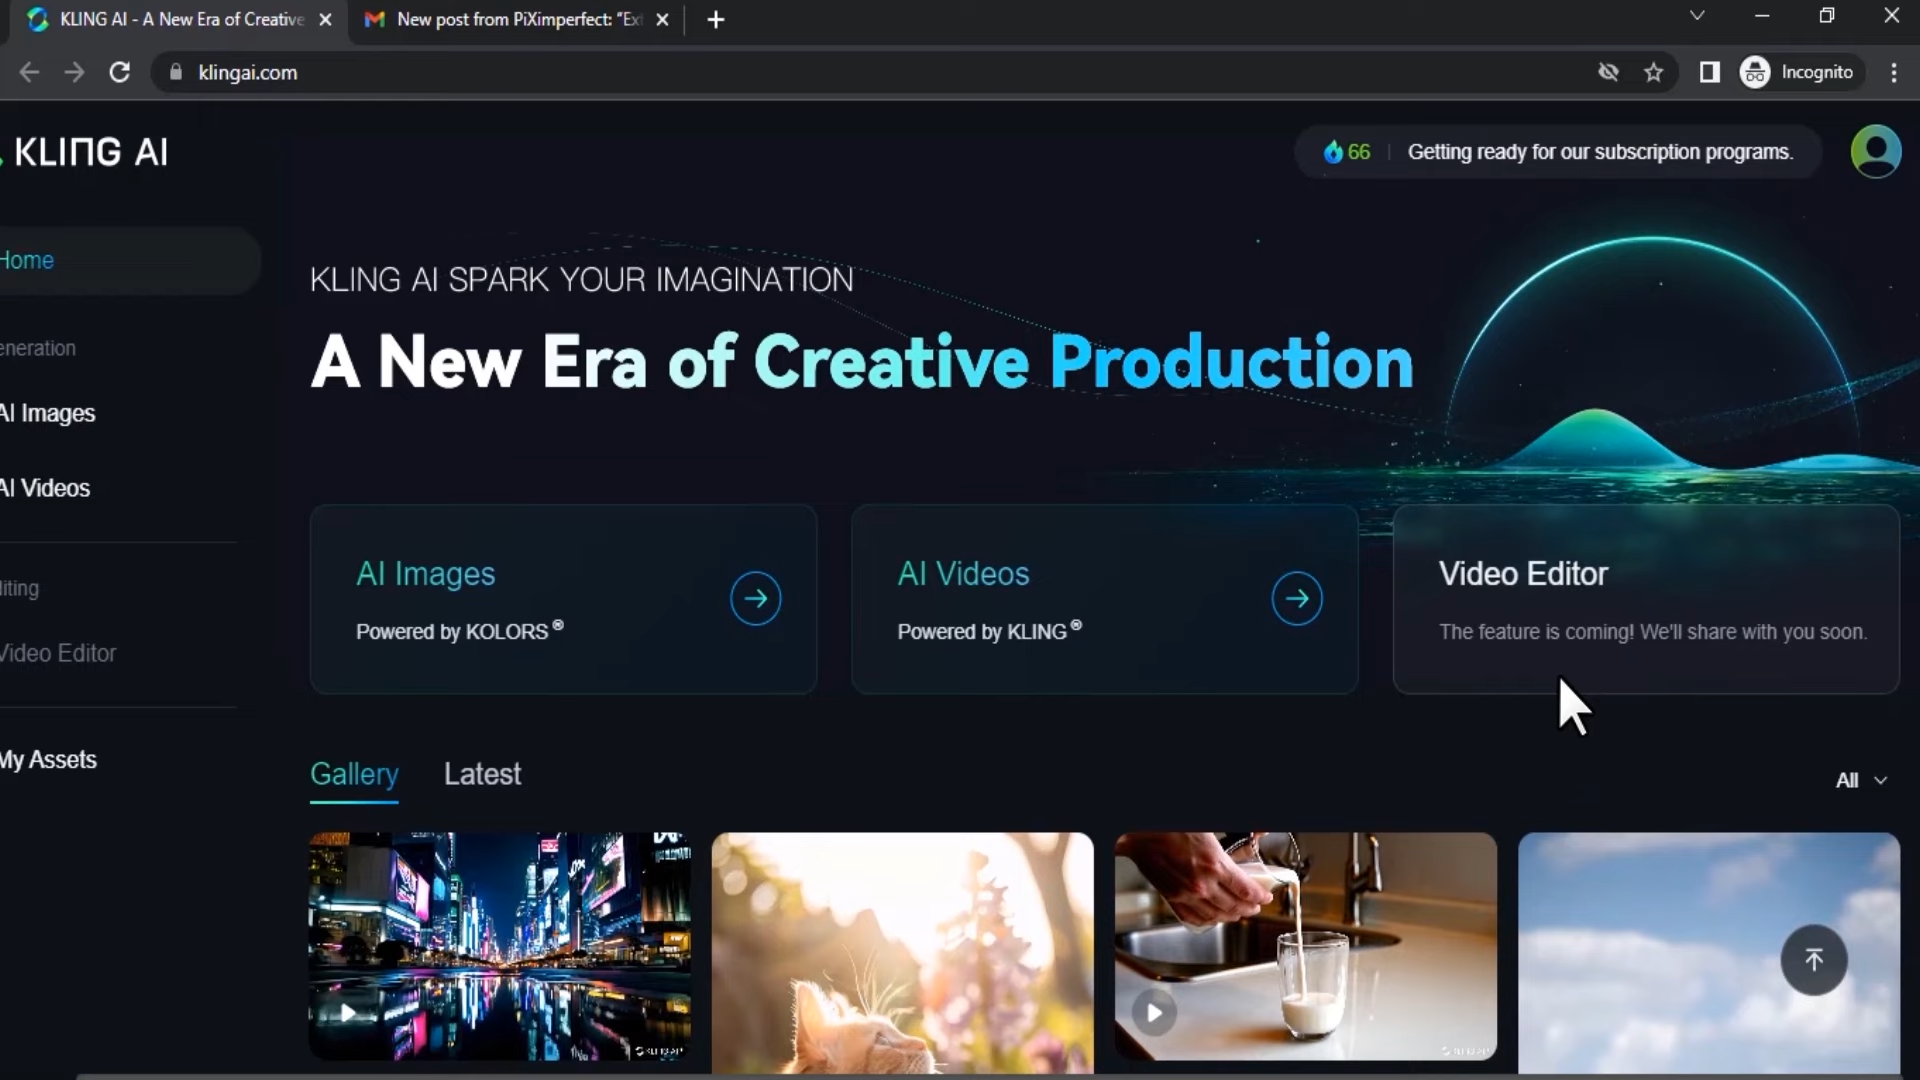 KLING AI - A New Era of Creative
New post from PiXimperfect: "Ex
klingai.com
Incognito
KLING AI
66
Getting ready for our subscription programs.
Home
eneration
AI Images
AI Videos
diting
Video Editor
My Assets
KLING AI SPARK YOUR IMAGINATION
A New Era of Creative Production
AI Images
Powered by KOLORS®
AI Videos
Powered by KLING®
Video Editor
The feature is coming! We'll share with you soon.
Gallery
Latest
All